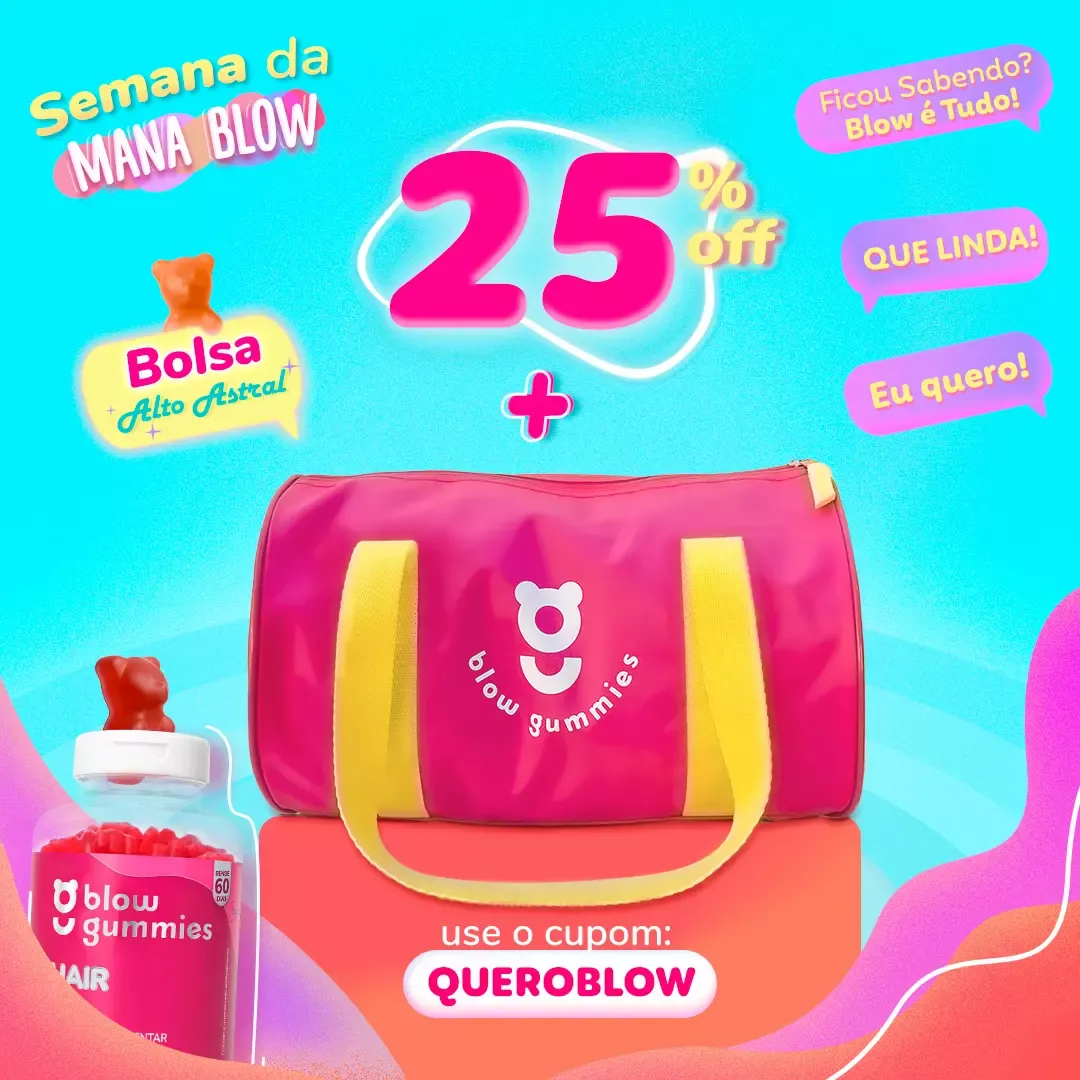 Semana da
MANA BLOW
25
%
off
Ficou Sabendo?
Blow é Tudo!
QUE LINDA!
Eu quero!
Bolsa
Alto Astral
+
blow gummies
RENDE
60
DIAS
blow
gummies
HAIR
use o cupom:
QUEROBLOW